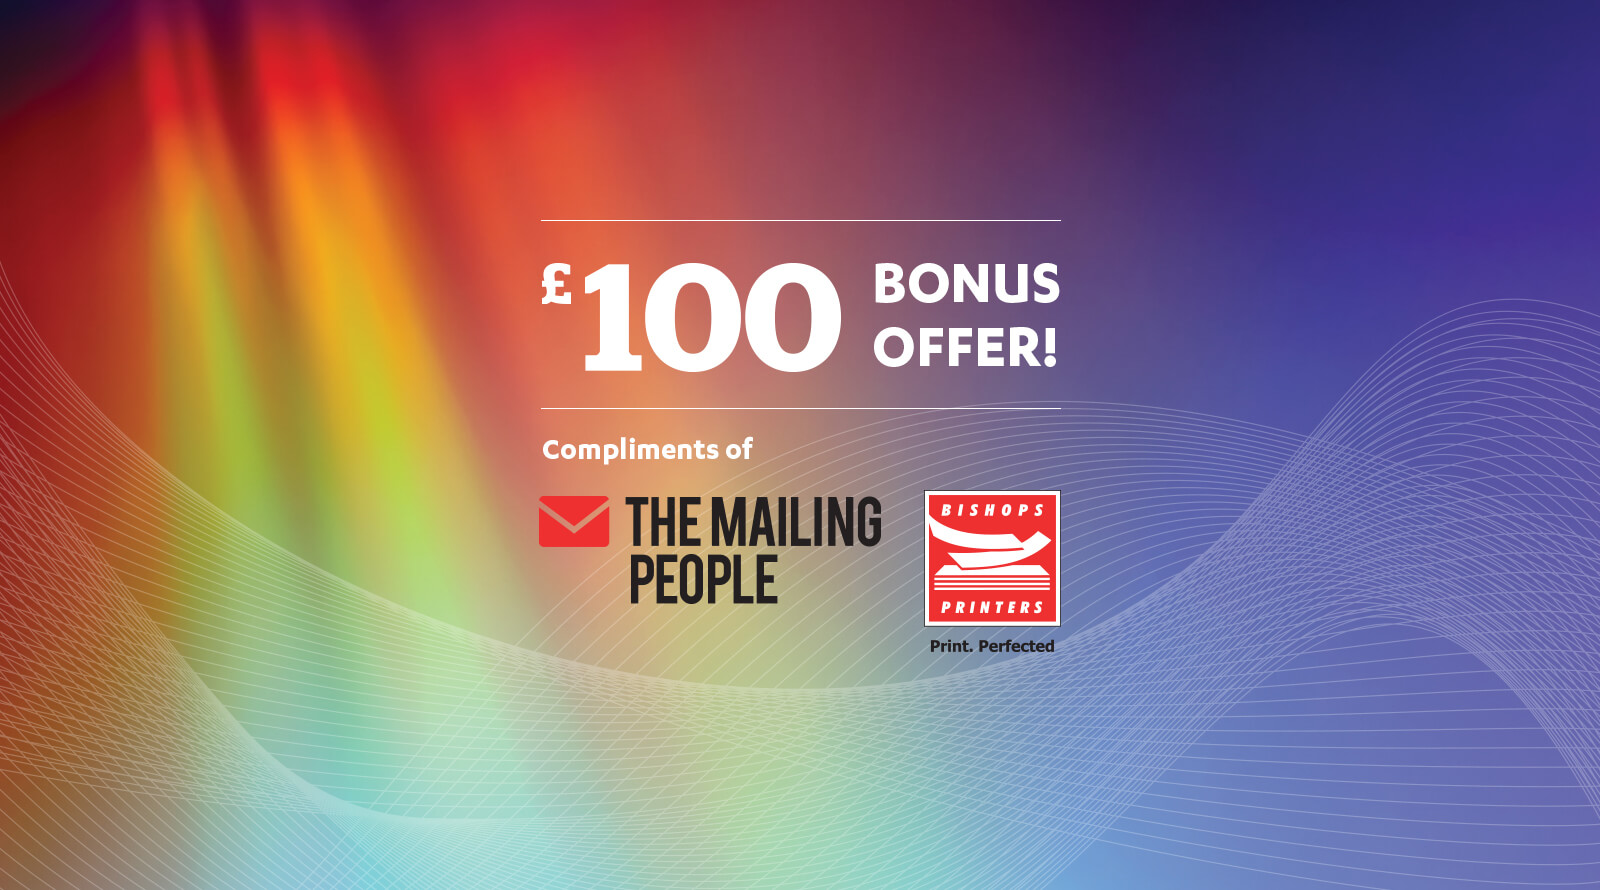 £100 BONUS
OFFER!
Compliments of
THE MAILING
PEOPLE
BISHOPS
PRINTERS
Print. Perfected